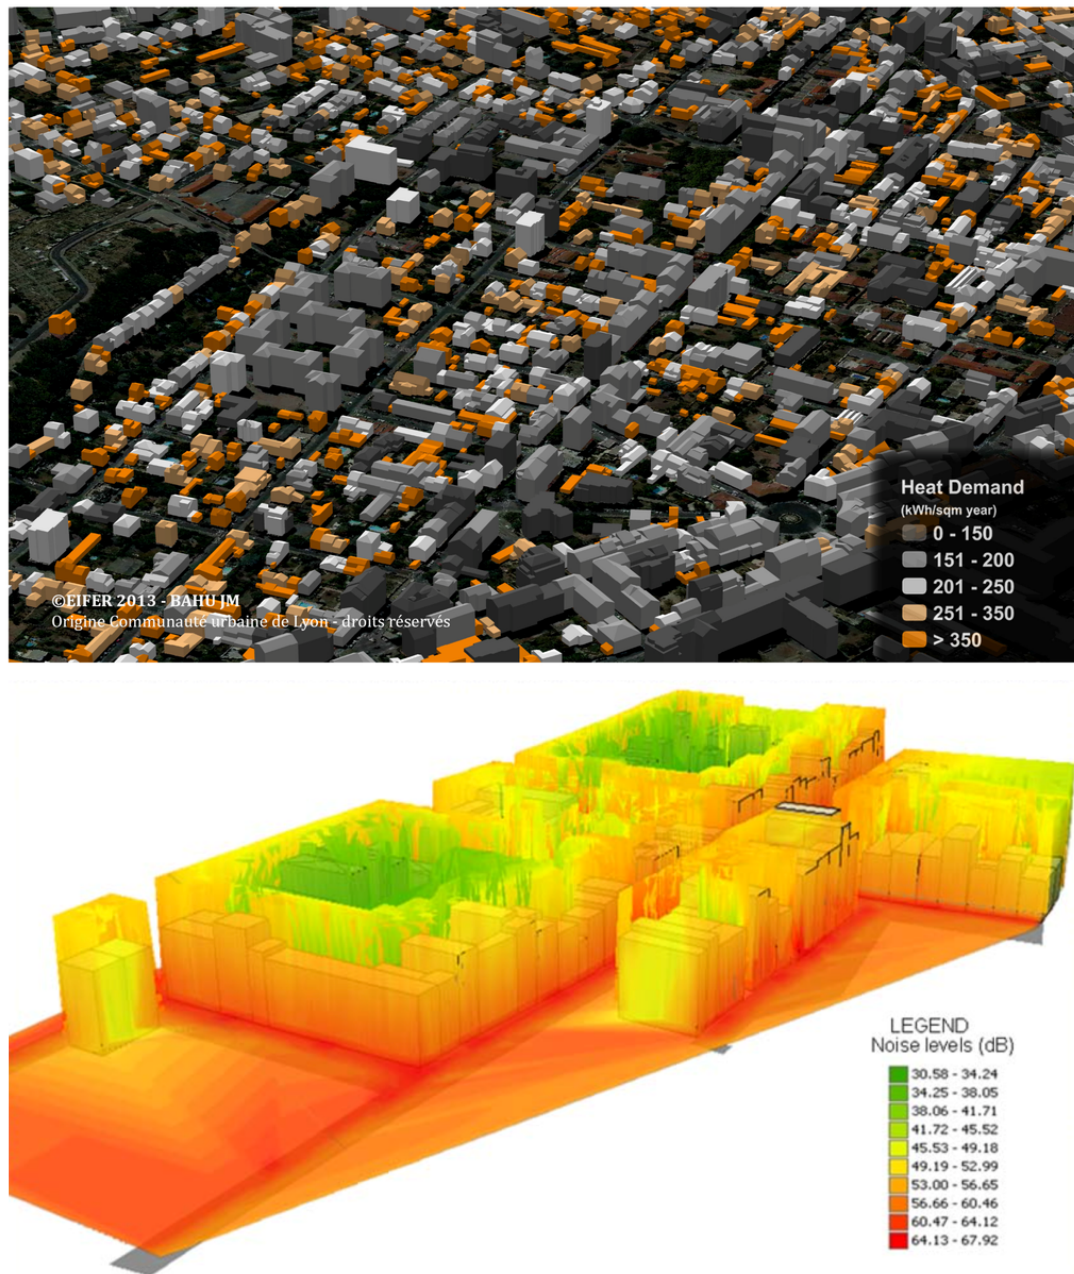 Heat Demand
(kWh/sqm year)
0 - 150
151 - 200
201 - 250
251 - 350
> 350
©EIFER 2013 - BAHU JM
Origine Communauté urbaine de Lyon - droits réservés
LEGEND
Noise levels (dB)
30.58 - 34.24
34.25 - 38.05
38.06 - 41.71
41.72 - 45.52
45.53 - 49.18
49.19 - 52.99
53.00 - 56.65
56.66 - 60.46
60.47 - 64.12
64.13 - 67.92